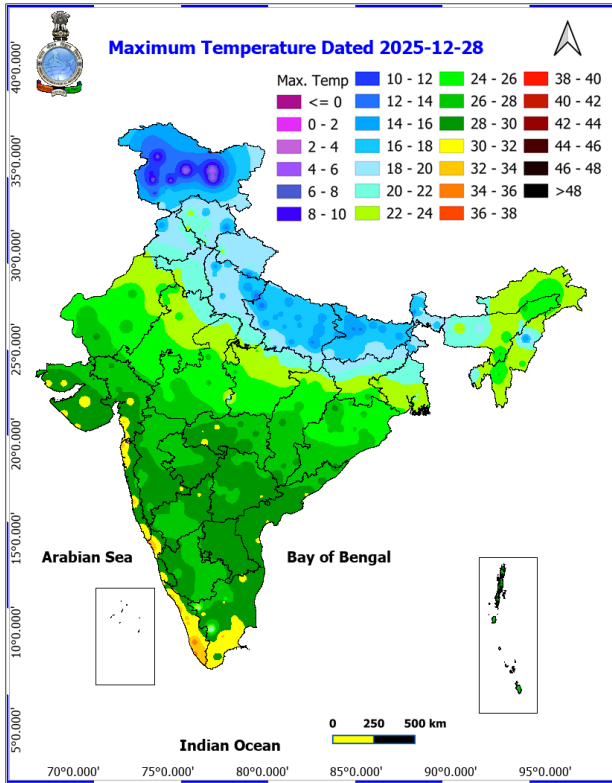 Maximum Temperature Dated 2025-12-28
Max. Temp
<= 0
0 - 2
2 - 4
4 - 6
6 - 8
8 - 10
10 - 12
12 - 14
14 - 16
16 - 18
18 - 20
20 - 22
22 - 24
24 - 26
26 - 28
28 - 30
30 - 32
32 - 34
34 - 36
36 - 38
38 - 40
40 - 42
42 - 44
44 - 46
46 - 48
>48
40°0.000'
35°0.000'
30°0.000'
25°0.000'
20°0.000'
15°0.000'
10°0.000'
5°0.000'
Arabian Sea
Bay of Bengal
Indian Ocean
0 250 500 km
70°0.000' 75°0.000' 80°0.000' 85°0.000' 90°0.000' 95°0.000'